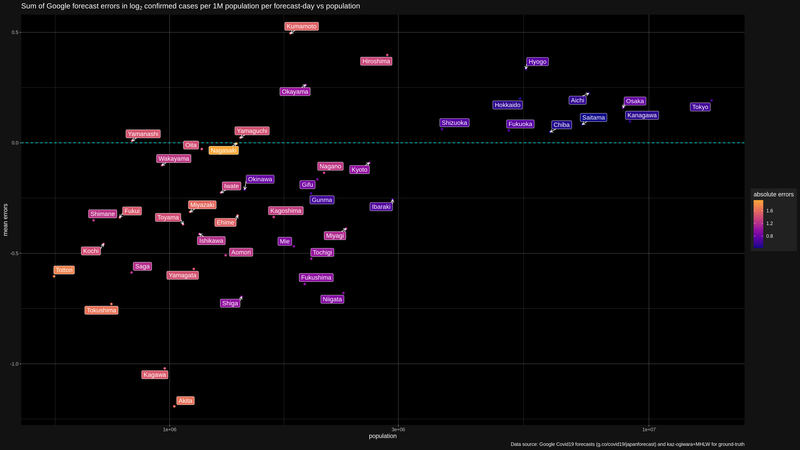 Sum of Google forecast errors in log2 confirmed cases per 1M population per forecast-day vs population
0.5
Kumamoto
Hiroshima
Hyogo
Okayama
Hokkaido
Aichi
Osaka
Tokyo
Kanagawa
Saitama
Chiba
Shizuoka
Fukuoka
Yamanashi
Yamaguchi
0.0
Oita
Nagasaki
Wakayama
Nagano
Kyoto
Okinawa
Iwate
Gifu
Gunma
Ibaraki
Miyazaki
Shimane
Fukui
Toyama
Kagoshima
Ehime
Miyagi
Ishikawa
Mie
Kochi
Aomori
Tochigi
-0.5
Saga
Tottori
Yamagata
Fukushima
Shiga
Niigata
Tokushima
-1.0
Kagawa
Akita
mean errors
1e+06
3e+06
1e+07
population
absolute errors
1.6
1.2
0.8
Data source: Google Covid19 forecasts (g.co/covid19/japanforecast) and kaz-ogiwara+MHLW for ground-truth